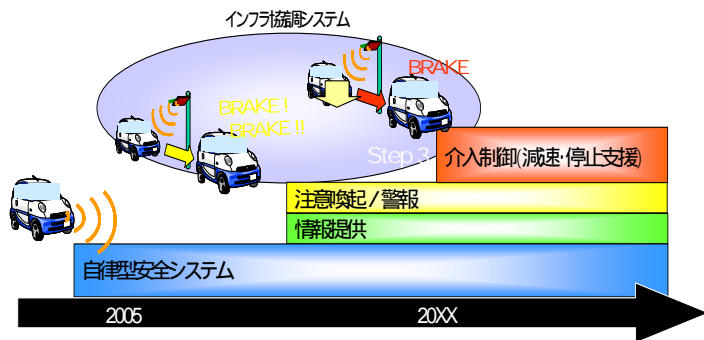 インフラ協調システム
BRAKE
BRAKE !
BRAKE !!
Step 3
介入制御(減速・停止支援)
注意喚起/警報
情報提供
自律型安全システム
2005
20XX